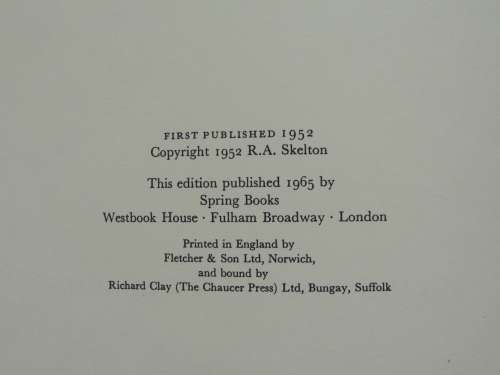 FIRST PUBLISHED 1952
Copyright 1952 R.A. Skelton
This edition published 1965 by
Spring Books
Westbook House · Fulham Broadway · London
Printed in England by
Fletcher & Son Ltd, Norwich,
and bound by
Richard Clay (The Chaucer Press) Ltd, Bungay, Suffolk